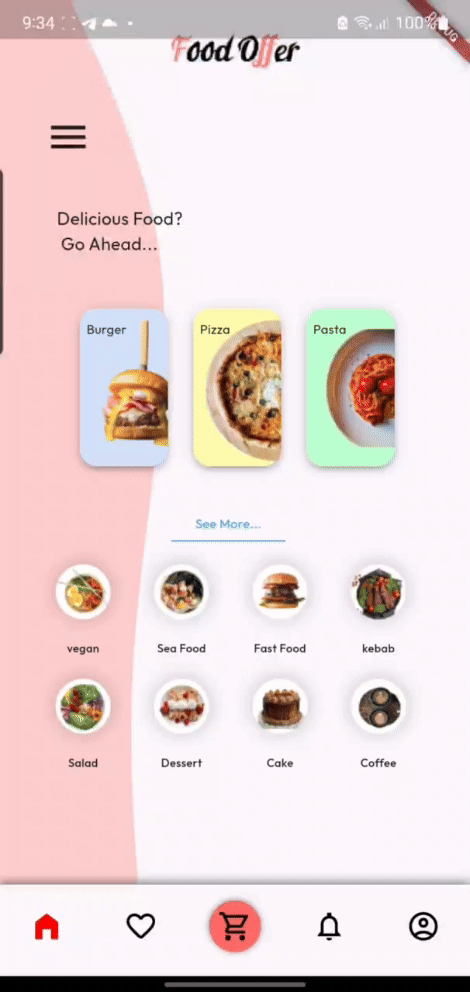 9:34
100%
Food Offer
Delicious Food?
Go Ahead...
Burger
Pizza
Pasta
See More...
vegan
Sea Food
Fast Food
kebab
Salad
Dessert
Cake
Coffee